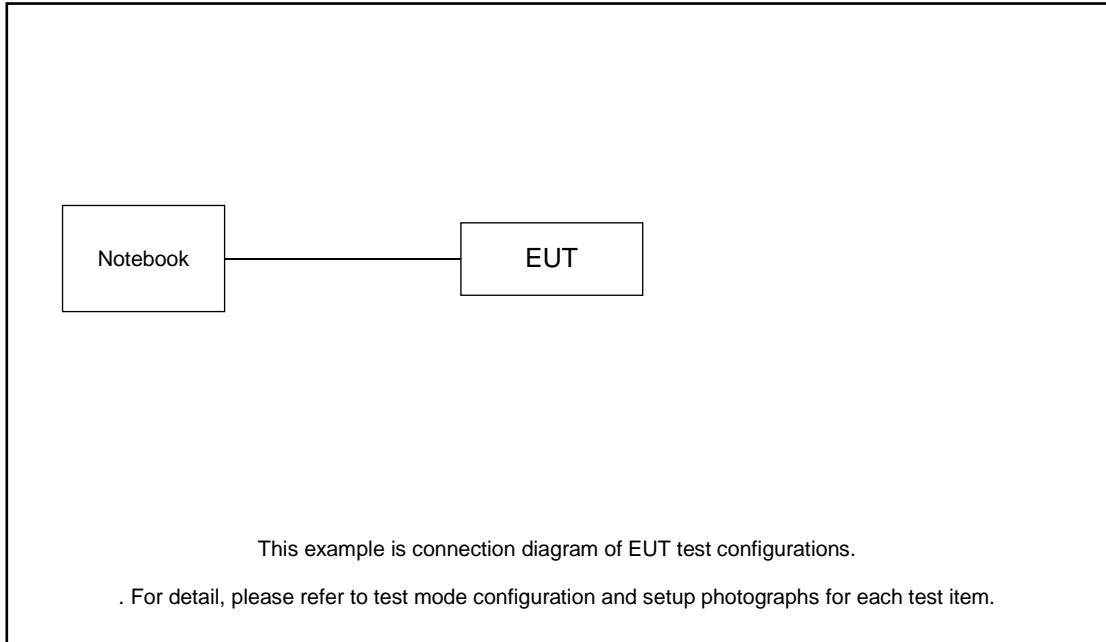 Notebook
EUT
This example is connection diagram of EUT test configurations.
. For detail, please refer to test mode configuration and setup photographs for each test item.